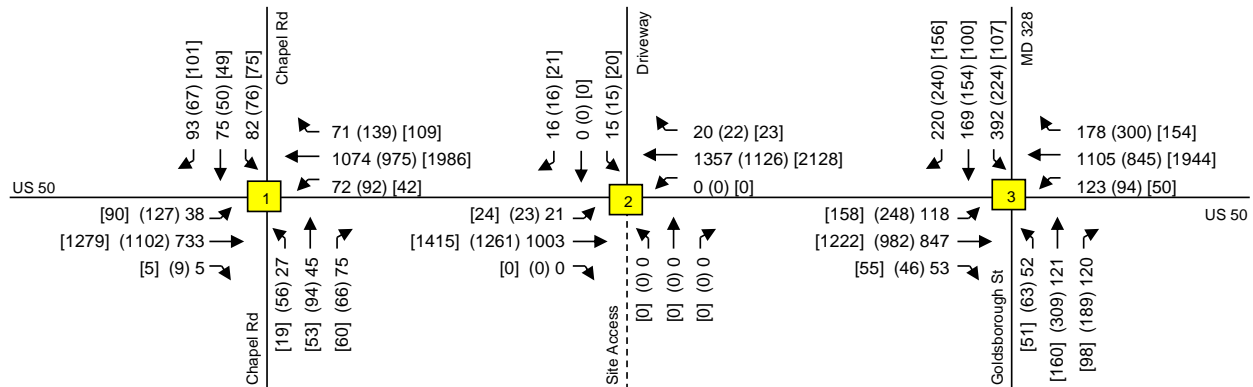 Chapel Rd
93 (67) [101]
75 (50) [49]
82 (76) [75]
71 (139) [109]
1074 (975) [1986]
72 (92) [42]
US 50
1
[90] (127) 38
[1279] (1102) 733
[5] (9) 5
[19] (56) 27
[53] (94) 45
[60] (66) 75
Chapel Rd
Driveway
16 (16) [21]
0 (0) [0]
15 (15) [20]
20 (22) [23]
1357 (1126) [2128]
0 (0) [0]
2
[24] (23) 21
[1415] (1261) 1003
[0] (0) 0
[0] (0) 0
[0] (0) 0
[0] (0) 0
Site Access
MD 328
220 (240) [156]
169 (154) [100]
392 (224) [107]
178 (300) [154]
1105 (845) [1944]
123 (94) [50]
3
US 50
[158] (248) 118
[1222] (982) 847
[55] (46) 53
[51] (63) 52
[160] (309) 121
[98] (189) 120
Goldsborough St